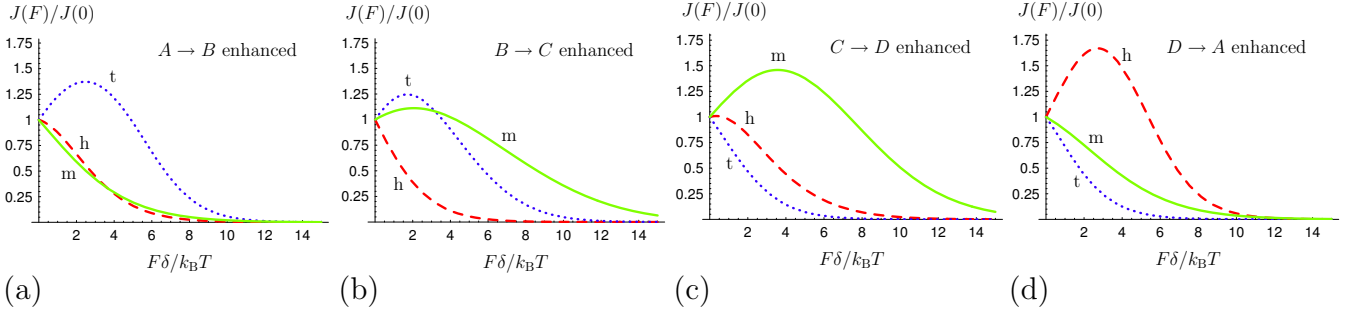 J(F)/J(0)
1.75
1.5
1.25
1
0.75
0.5
0.25
A → B enhanced
t
h
m
2 4 6 8 10 12 14
Fδ/k_BT
(a)
J(F)/J(0)
1.75
1.5
1.25
1
0.75
0.5
0.25
B → C enhanced
t
m
h
2 4 6 8 10 12 14
Fδ/k_BT
(b)
J(F)/J(0)
1.75
1.5
1.25
1
0.75
0.5
0.25
C → D enhanced
m
h
t
2 4 6 8 10 12 14
Fδ/k_BT
(c)
J(F)/J(0)
1.75
1.5
1.25
1
0.75
0.5
0.25
D → A enhanced
h
m
t
2 4 6 8 10 12 14
Fδ/k_BT
(d)